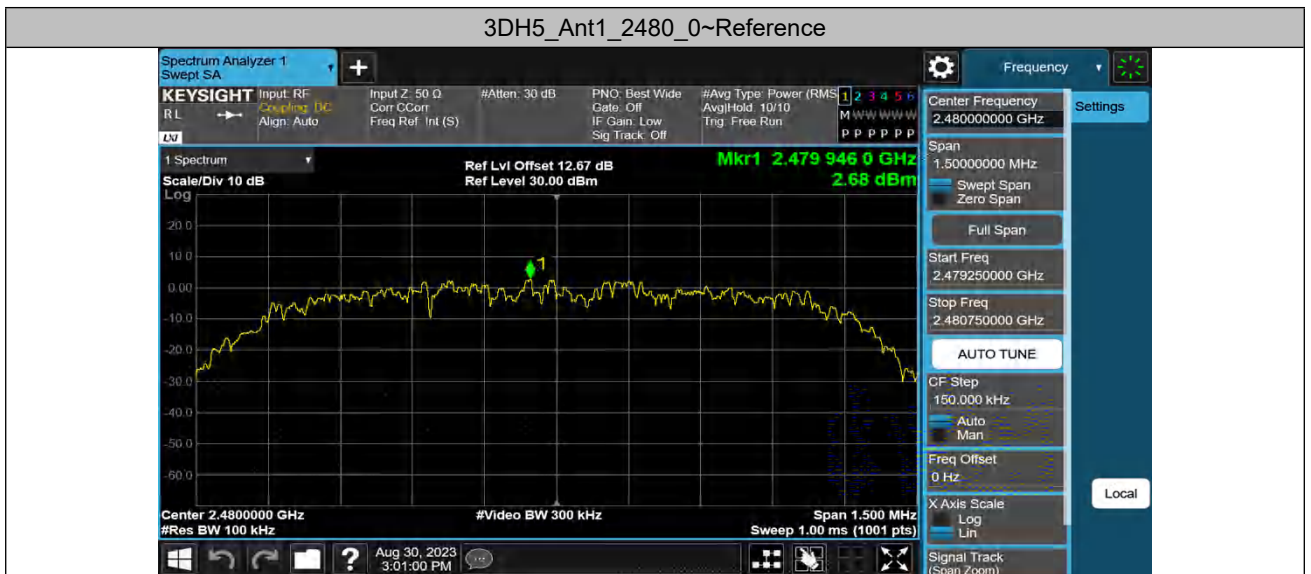 3DH5_Ant1_2480_0~Reference
Spectrum Analyzer 1
Swept SA
+
Frequency
KEYSIGHT
RL
LXI
Input: RF
Coupling: DC
Align: Auto
Input Z: 50 Ω
Corr CCorr
Freq Ref: Int (S)
#Atten: 30 dB
PNO: Best Wide
Gate: Off
IF Gain: Low
Sig Track: Off
#Avg Type: Power (RMS
Avg|Hold: 10/10
Trig: Free Run
1 2 3 4 5 6
M W W W W W
P P P P P P
1 Spectrum
Scale/Div 10 dB
Log
Ref Lvl Offset 12.67 dB
Ref Level 30.00 dBm
Mkr1 2.479 946 0 GHz
2.68 dBm
20.0
10.0
0.00
-10.0
-20.0
-30.0
-40.0
-50.0
-60.0
1
Center 2.4800000 GHz
#Res BW 100 kHz
#Video BW 300 kHz
Span 1.500 MHz
Sweep 1.00 ms (1001 pts)
Aug 30, 2023
3:01:00 PM
Center Frequency
2.480000000 GHz
Span
1.50000000 MHz
Swept Span
Zero Span
Full Span
Start Freq
2.479250000 GHz
Stop Freq
2.480750000 GHz
AUTO TUNE
CF Step
150.000 kHz
Auto
Man
Freq Offset
0 Hz
X Axis Scale
Log
Lin
Signal Track
(Span Zoom)
Settings
Local